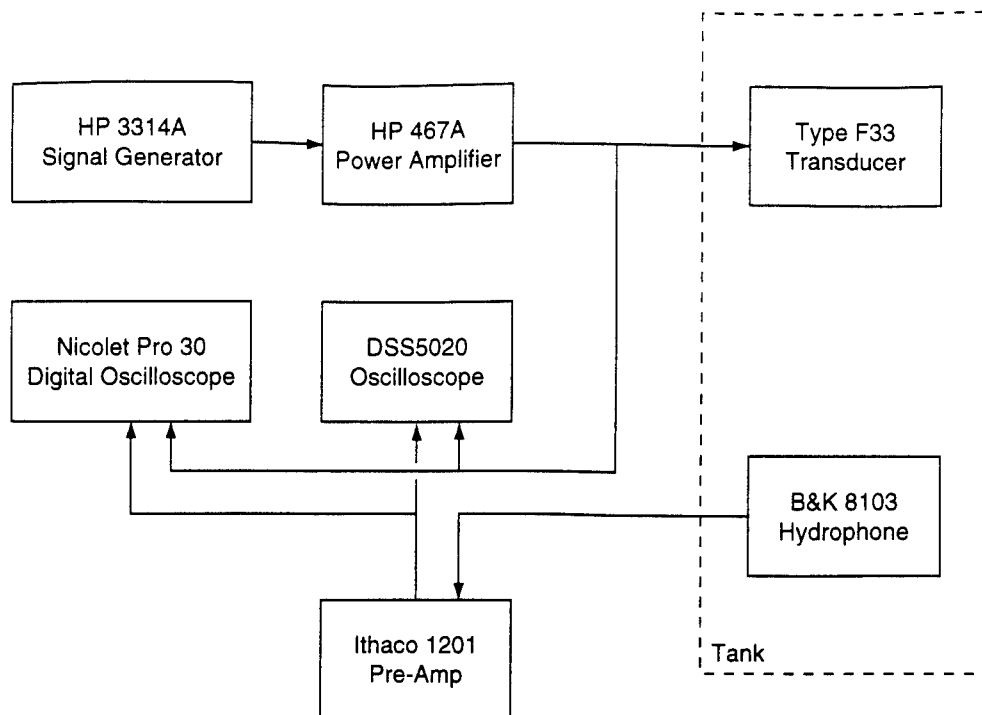 HP 3314A
Signal Generator
HP 467A
Power Amplifier
Type F33
Transducer
Nicolet Pro 30
Digital Oscilloscope
DSS5020
Oscilloscope
B&K 8103
Hydrophone
Ithaco 1201
Pre-Amp
Tank